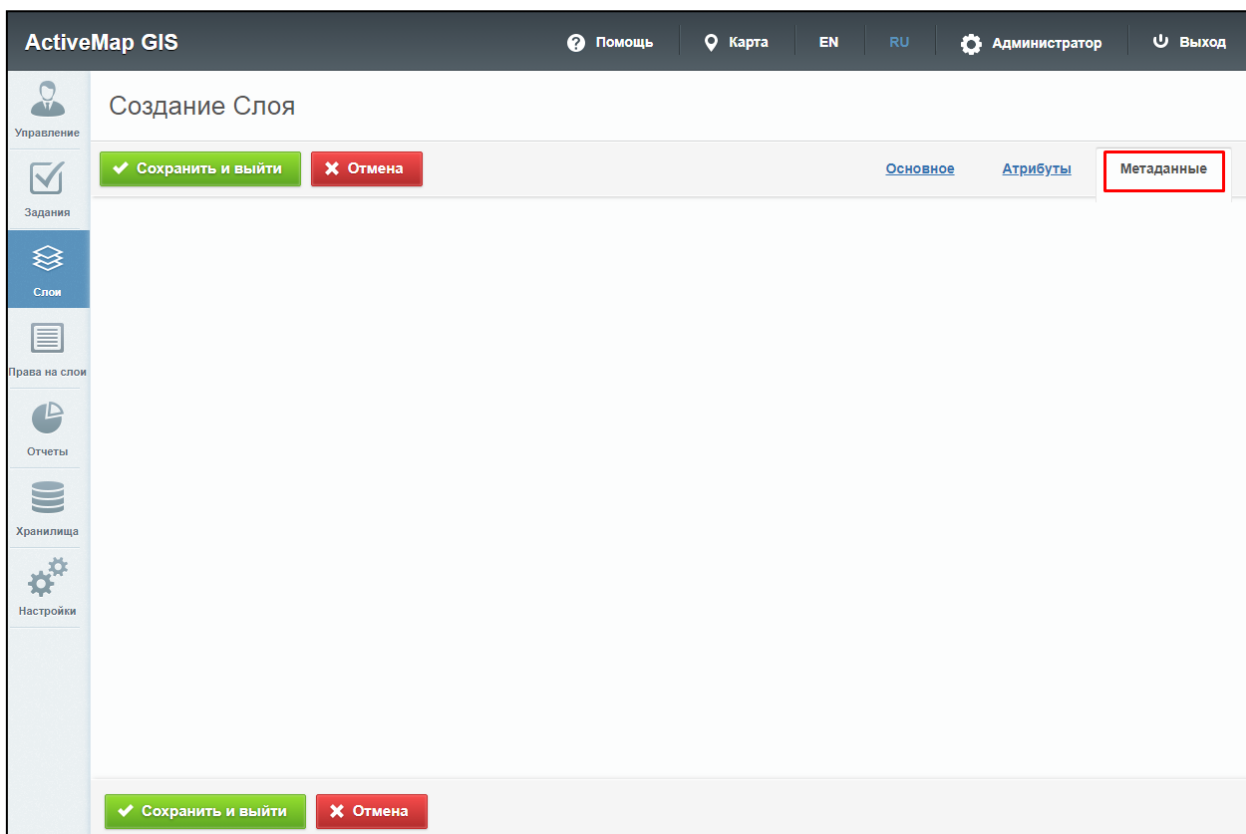 ActiveMap GIS
Помощь
Карта
EN
RU
Администратор
Выход
Управление
Задания
Слои
Права на слои
Отчеты
Хранилища
Настройки
Создание Слоя
Сохранить и выйти
Отмена
Основное
Атрибуты
Метаданные
Сохранить и выйти
Отмена